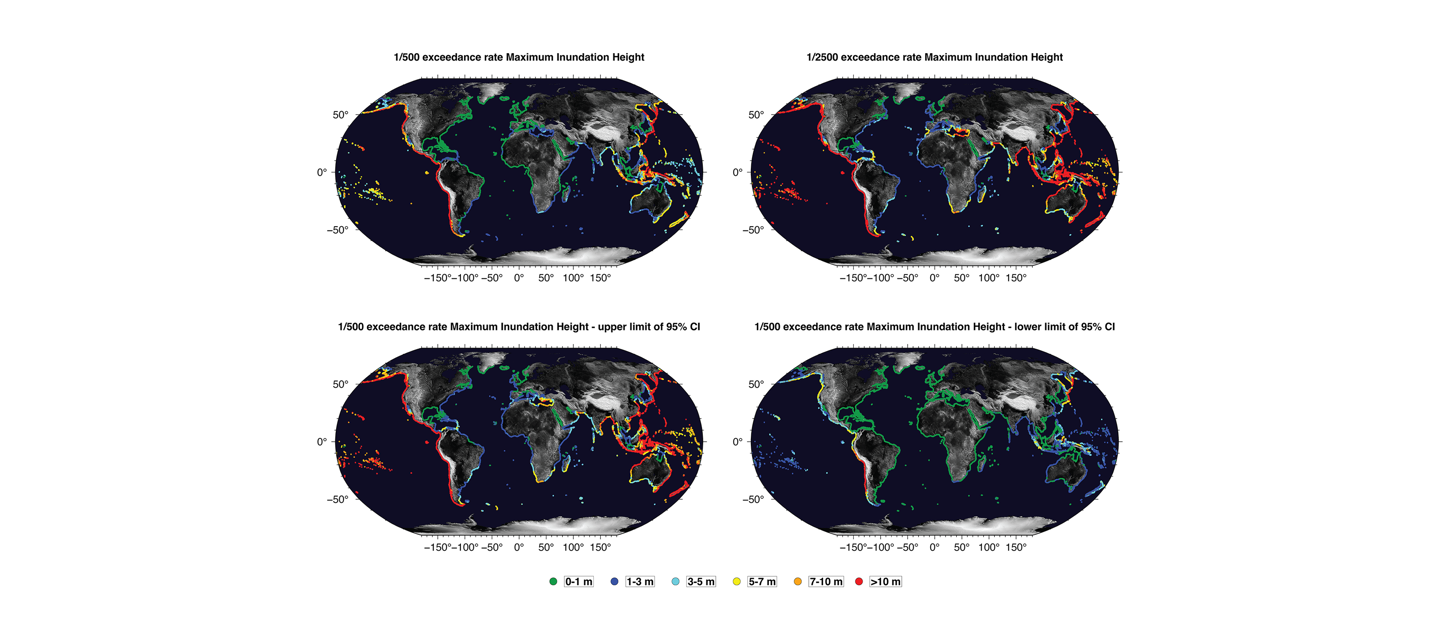 1/500 exceedance rate Maximum Inundation Height
1/2500 exceedance rate Maximum Inundation Height
50°
0°
−50°
−150°−100° −50° 0° 50° 100° 150°
50°
0°
−50°
−150°−100° −50° 0° 50° 100° 150°
1/500 exceedance rate Maximum Inundation Height - upper limit of 95% CI
1/500 exceedance rate Maximum Inundation Height - lower limit of 95% CI
50°
0°
−50°
−150°−100° −50° 0° 50° 100° 150°
50°
0°
−50°
−150°−100° −50° 0° 50° 100° 150°
0-1 m 1-3 m 3-5 m 5-7 m 7-10 m >10 m